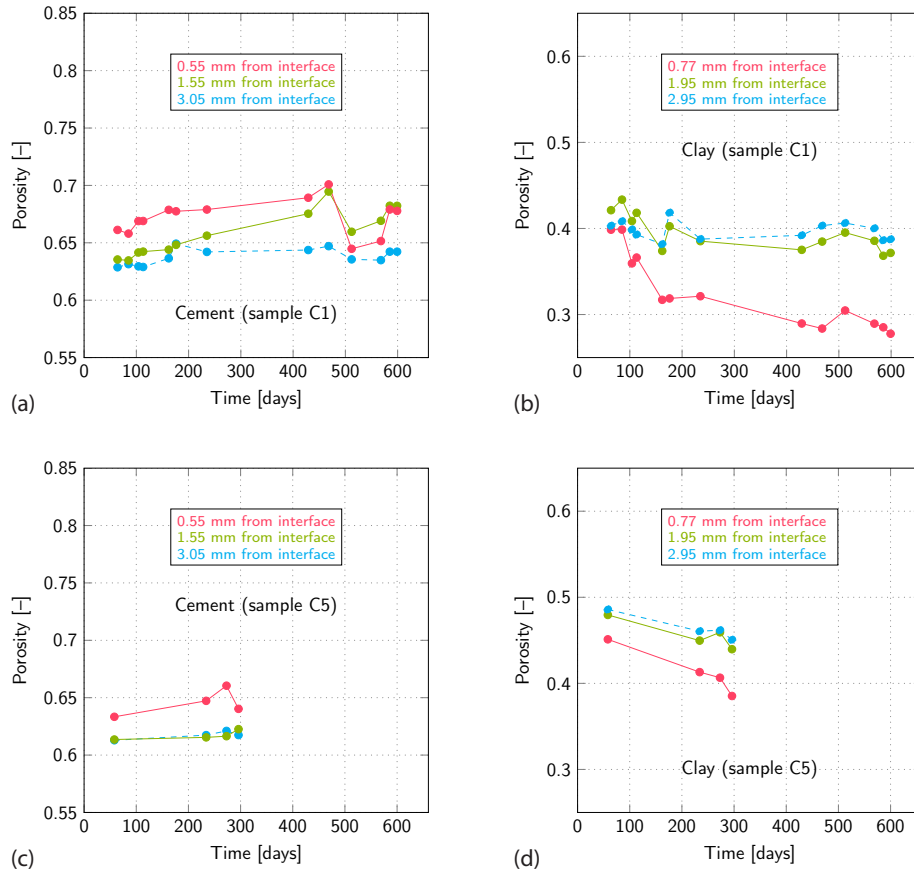 0.85
0.8
0.75
0.7
0.65
0.6
0.55
Porosity [–]
0.55 mm from interface
1.55 mm from interface
3.05 mm from interface
Cement (sample C1)
0 100 200 300 400 500 600
Time [days]
(a)
0.6
0.5
0.4
0.3
Porosity [–]
0.77 mm from interface
1.95 mm from interface
2.95 mm from interface
Clay (sample C1)
0 100 200 300 400 500 600
Time [days]
(b)
0.85
0.8
0.75
0.7
0.65
0.6
0.55
Porosity [–]
0.55 mm from interface
1.55 mm from interface
3.05 mm from interface
Cement (sample C5)
0 100 200 300 400 500 600
Time [days]
(c)
0.6
0.5
0.4
0.3
Porosity [–]
0.77 mm from interface
1.95 mm from interface
2.95 mm from interface
Clay (sample C5)
0 100 200 300 400 500 600
Time [days]
(d)